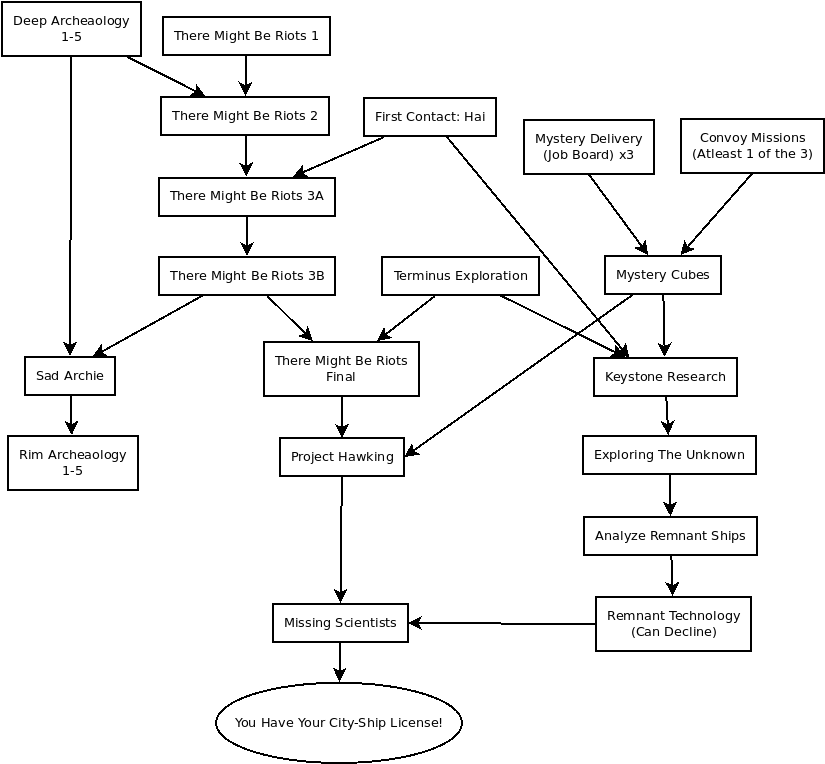 Deep Archeaology
1-5
There Might Be Riots 1
There Might Be Riots 2
First Contact: Hai
Mystery Delivery
(Job Board) x3
Convoy Missions
(Atleast 1 of the 3)
There Might Be Riots 3A
There Might Be Riots 3B
Terminus Exploration
Mystery Cubes
Sad Archie
There Might Be Riots
Final
Keystone Research
Rim Archeaology
1-5
Project Hawking
Exploring The Unknown
Analyze Remnant Ships
Missing Scientists
Remnant Technology
(Can Decline)
You Have Your City-Ship License!